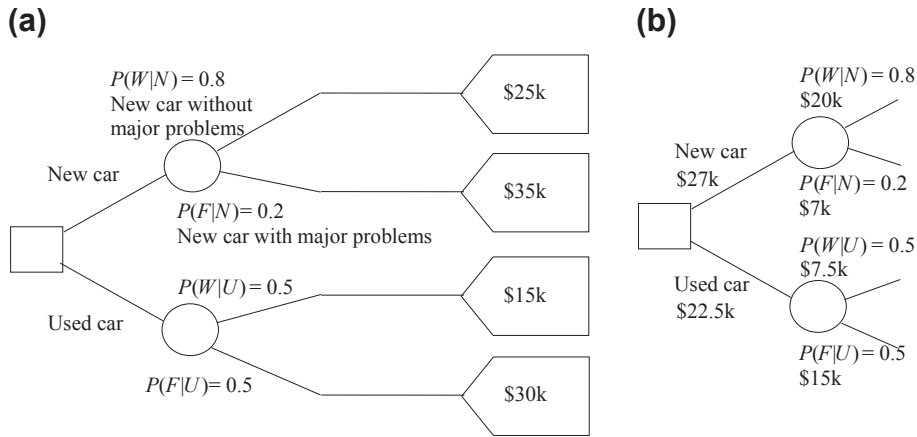 (a)
P(W|N) = 0.8
New car without
major problems
$25k
New car
$35k
P(F|N) = 0.2
New car with major problems
P(W|U) = 0.5
$15k
Used car
P(F|U)= 0.5
$30k
(b)
P(W|N) = 0.8
$20k
New car
$27k
P(F|N) = 0.2
$7k
P(W|U) = 0.5
$7.5k
Used car
$22.5k
P(F|U) = 0.5
$15k